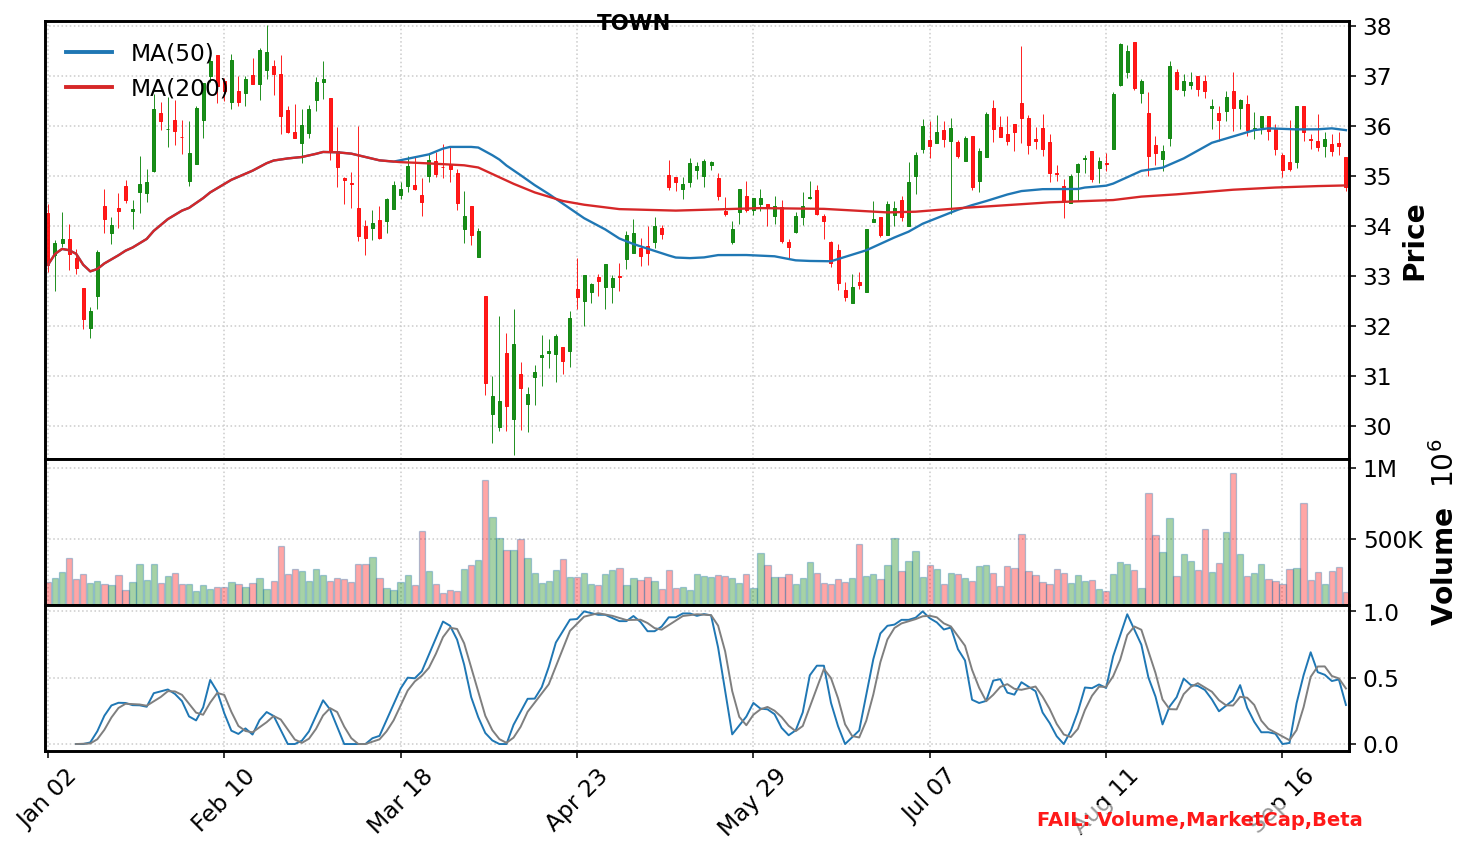 TOWN
MA(50)
MA(200)
38
37
36
35
34
33
32
31
30
Price
1M
500K
Volume 10^6
1.0
0.5
0.0
Jan 02
Feb 10
Mar 18
Apr 23
May 29
Jul 07
Aug 11
Sep 16
FAIL: Volume,MarketCap,Beta